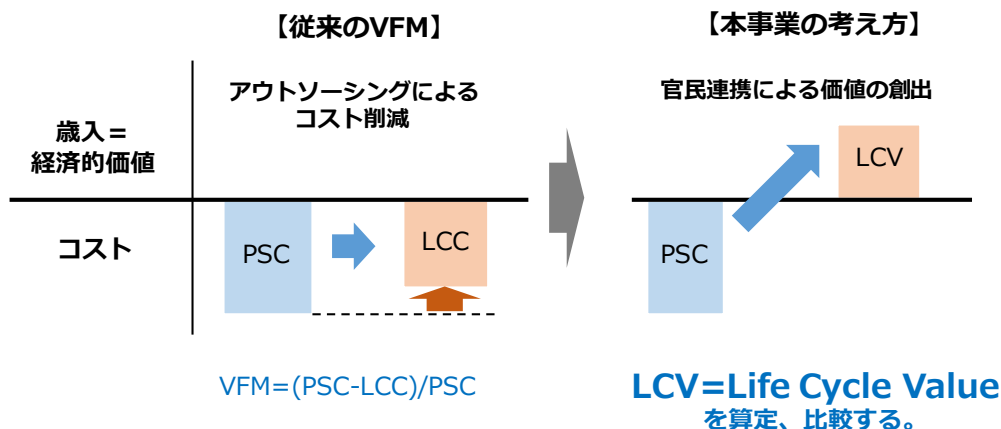 【従来のVFM】
【本事業の考え方】
アウトソーシングによる
コスト削減
官民連携による価値の創出
歳入＝
経済的価値
LCV
コスト
PSC
LCC
PSC
VFM=(PSC-LCC)/PSC
LCV=Life Cycle Value
を算定、比較する。